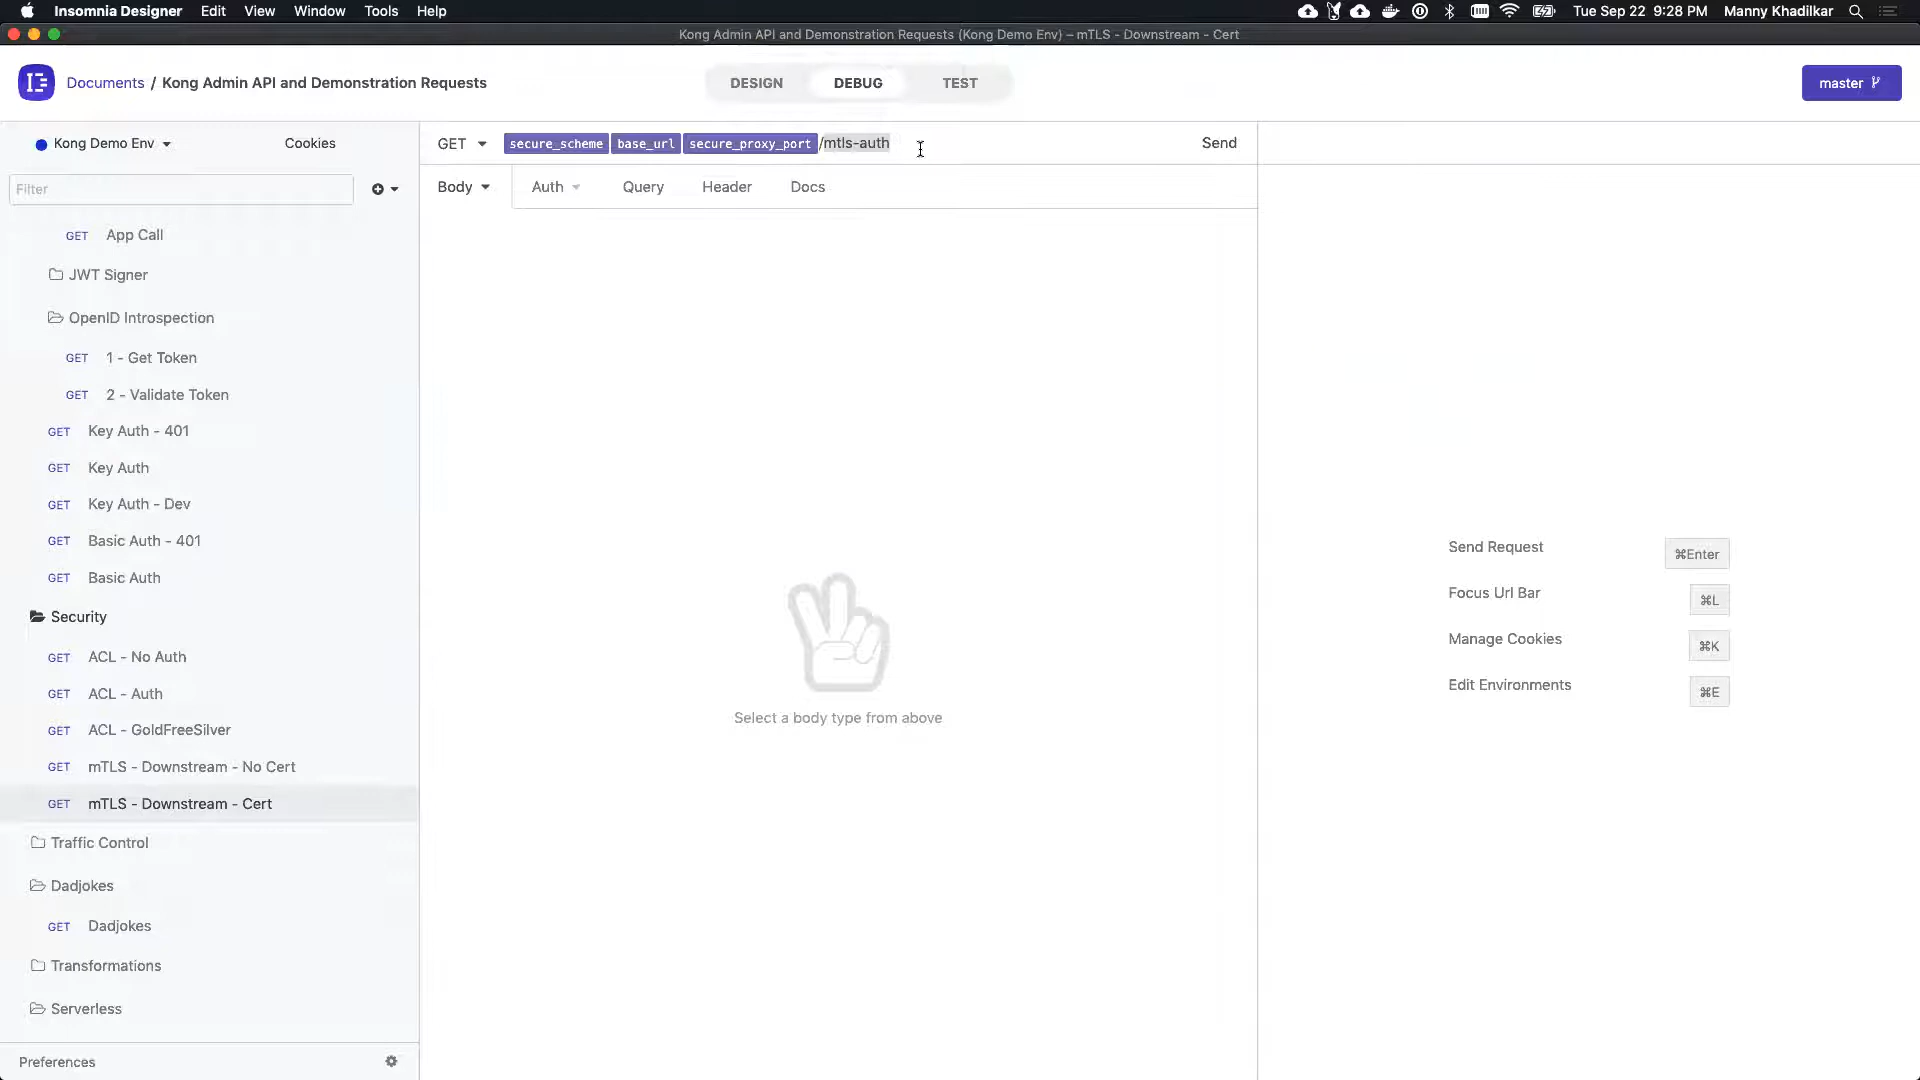 Insomnia Designer Edit View Window Tools Help Tue Sep 22 9:28 PM Manny Khadilkar
Kong Admin API and Demonstration Requests (Kong Demo Env) – mTLS - Downstream - Cert
Documents / Kong Admin API and Demonstration Requests DESIGN DEBUG TEST master
Kong Demo Env Cookies GET secure_scheme base_url secure_proxy_port /mtls-auth Send
Filter Body Auth Query Header Docs
GET App Call
JWT Signer
OpenID Introspection
GET 1 - Get Token
GET 2 - Validate Token
GET Key Auth - 401
GET Key Auth
GET Key Auth - Dev
GET Basic Auth - 401
GET Basic Auth
Security
GET ACL - No Auth
GET ACL - Auth
GET ACL - GoldFreeSilver
GET mTLS - Downstream - No Cert
GET mTLS - Downstream - Cert
Traffic Control
Dadjokes
GET Dadjokes
Transformations
Serverless
Preferences
Select a body type from above
Send Request ⌘Enter
Focus Url Bar ⌘L
Manage Cookies ⌘K
Edit Environments ⌘E